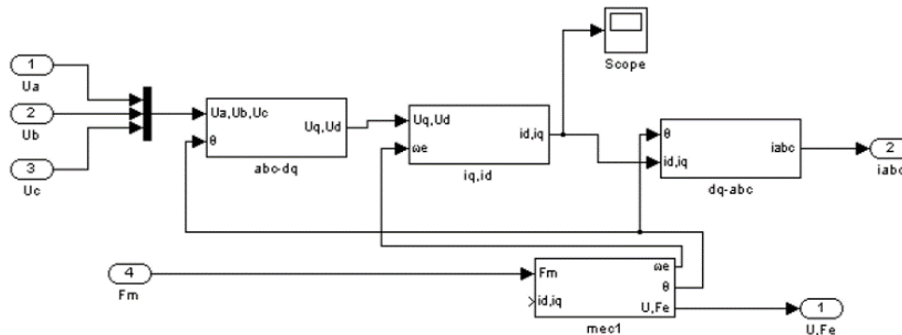 Scope
1
Ua
2
Ub
3
Uc
Ua,Ub,Uc
θ
Uq,Ud
abc-dq
Uq,Ud
ωe
id,iq
iq,id
θ
id,iq
iabc
dq-abc
2
iabc
4
Fm
Fm
id,iq
ωe
θ
U,Fe
mec1
1
U,Fe